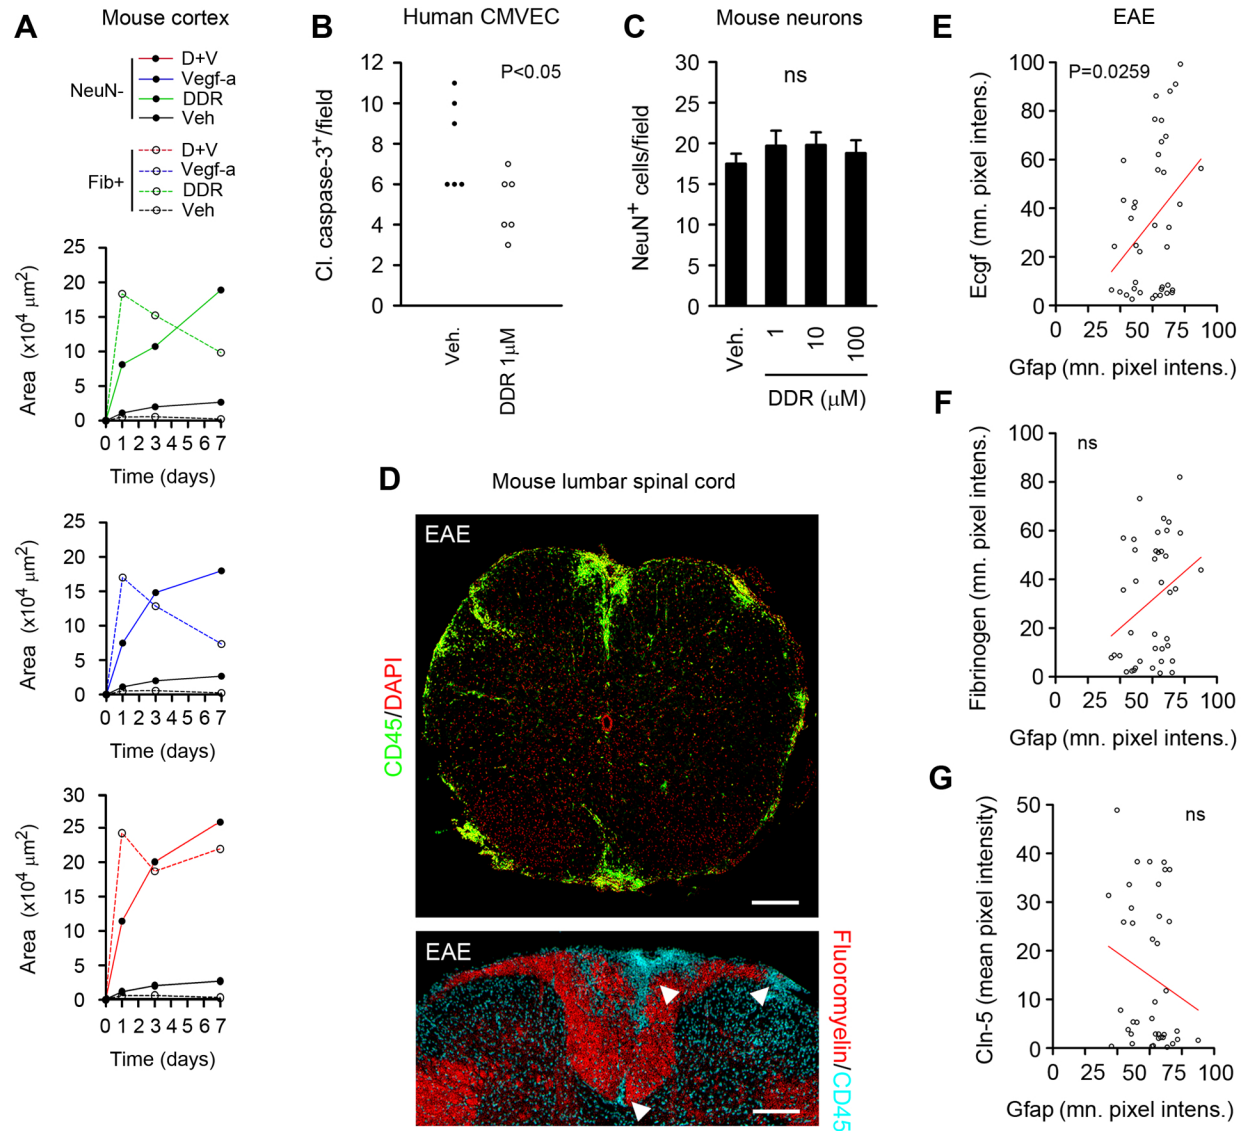 A
Mouse cortex
NeuN-
D+V
Vegf-a
DDR
Veh
Fib+
D+V
Vegf-a
DDR
Veh
25
20
15
10
5
0
Area (x10⁴ µm²)
0 1 2 3 4 5 6 7
Time (days)
25
20
15
10
5
0
Area (x10⁴ µm²)
0 1 2 3 4 5 6 7
Time (days)
30
25
20
15
10
5
0
Area (x10⁴ µm²)
0 1 2 3 4 5 6 7
Time (days)
B
Human CMVEC
P<0.05
12
10
8
6
4
2
0
Cl. caspase-3⁺/field
Veh.
DDR 1µM
C
Mouse neurons
ns
30
25
20
15
10
5
0
NeuN⁺ cells/field
Veh.
1
10
100
DDR (µM)
D
Mouse lumbar spinal cord
EAE
CD45/DAPI
EAE
Fluoromyelin/CD45
E
EAE
P=0.0259
100
80
60
40
20
0
Ecgf (mn. pixel intens.)
0 25 50 75 100
Gfap (mn. pixel intens.)
F
ns
100
80
60
40
20
0
Fibrinogen (mn. pixel intens.)
0 25 50 75 100
Gfap (mn. pixel intens.)
G
ns
50
40
30
20
10
0
Cln-5 (mean pixel intensity)
0 25 50 75 100
Gfap (mn. pixel intens.)